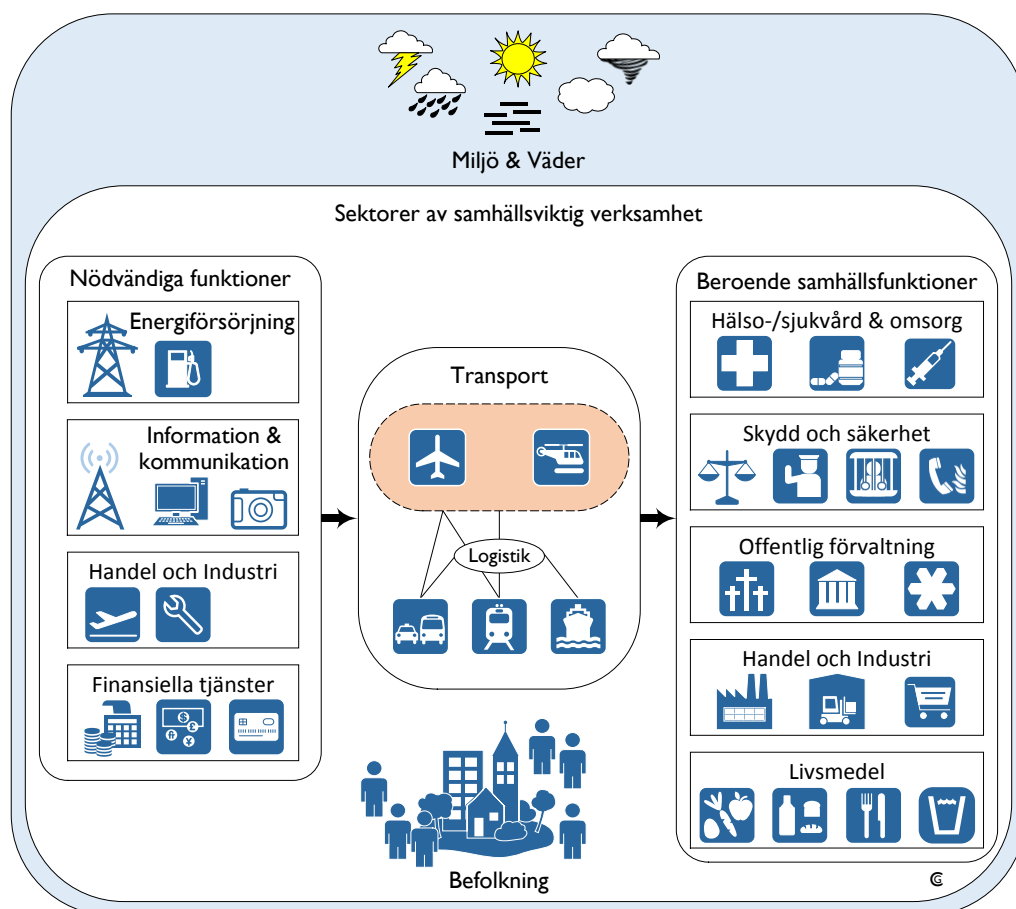 Miljö & Väder
Sektorer av samhällsviktig verksamhet
Nödvändiga funktioner
Energiförsörjning
Information &
kommunikation
Handel och Industri
Finansiella tjänster
Transport
Logistik
Befolkning
Beroende samhällsfunktioner
Hälso-/sjukvård & omsorg
Skydd och säkerhet
Offentlig förvaltning
Handel och Industri
Livsmedel